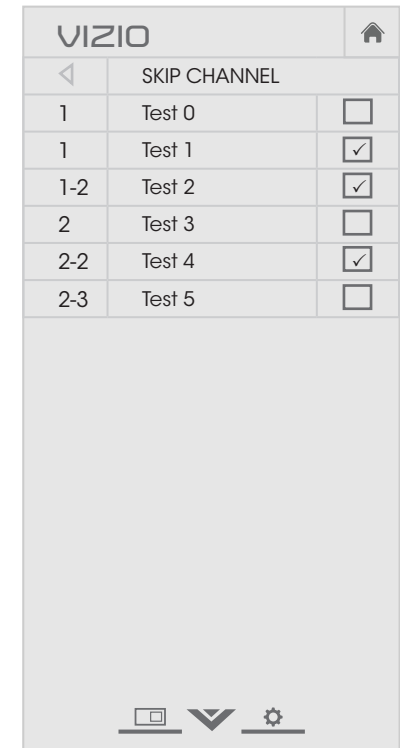 VIZIO
SKIP CHANNEL
1 Test 0
1 Test 1
1-2 Test 2
2 Test 3
2-2 Test 4
2-3 Test 5